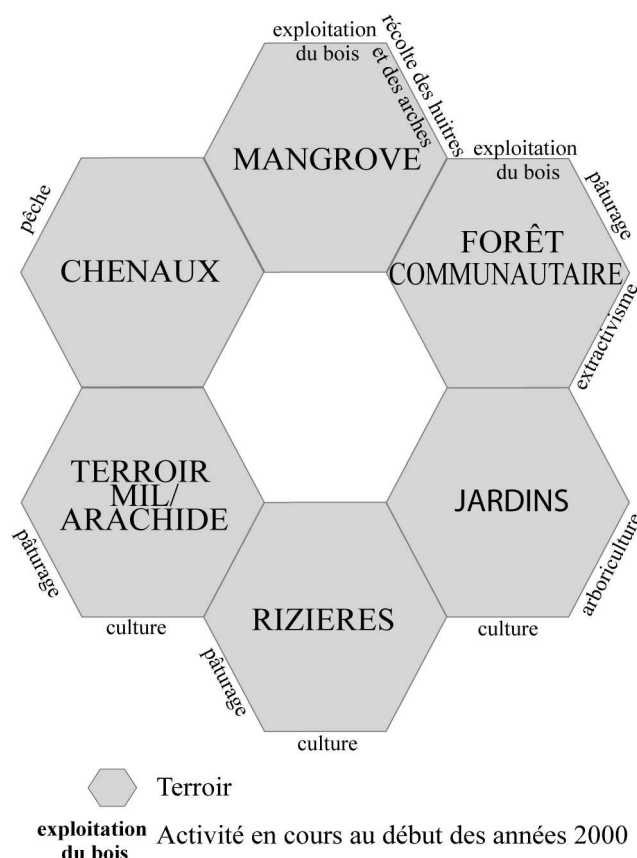 exploitation
du bois
récolte des huitres
et des arches
MANGROVE
exploitation
du bois
pâturage
pêche
FORÊT
COMMUNAUTAIRE
CHENAUX
extractivisme
TERROIR
MIL/
ARACHIDE
JARDINS
pâturage
arboriculture
culture
RIZIERES
culture
pâturage
culture
Terroir
exploitation
du bois
Activité en cours au début des années 2000